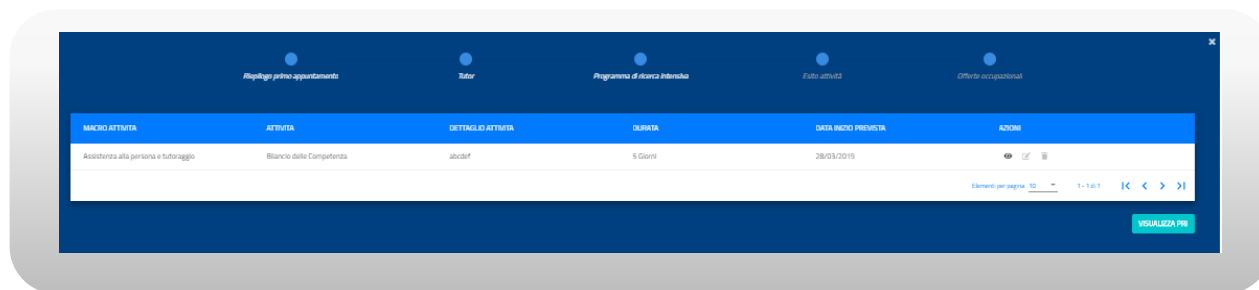 Riepilogo primo appuntamento Tutor Programma di ricerca intensiva Esito attività Offerte occupazionali
MACRO ATTIVITA ATTIVITA DETTAGLIO ATTIVITA DURATA DATA INIZIO PREVISTA AZIONI
Assistenza alla persona e tutoraggio Bilancio delle Competenza abcdef 5 Giorni 28/03/2019
Elementi per pagina 10 1 - 1 di 1
VISUALIZZA PRI